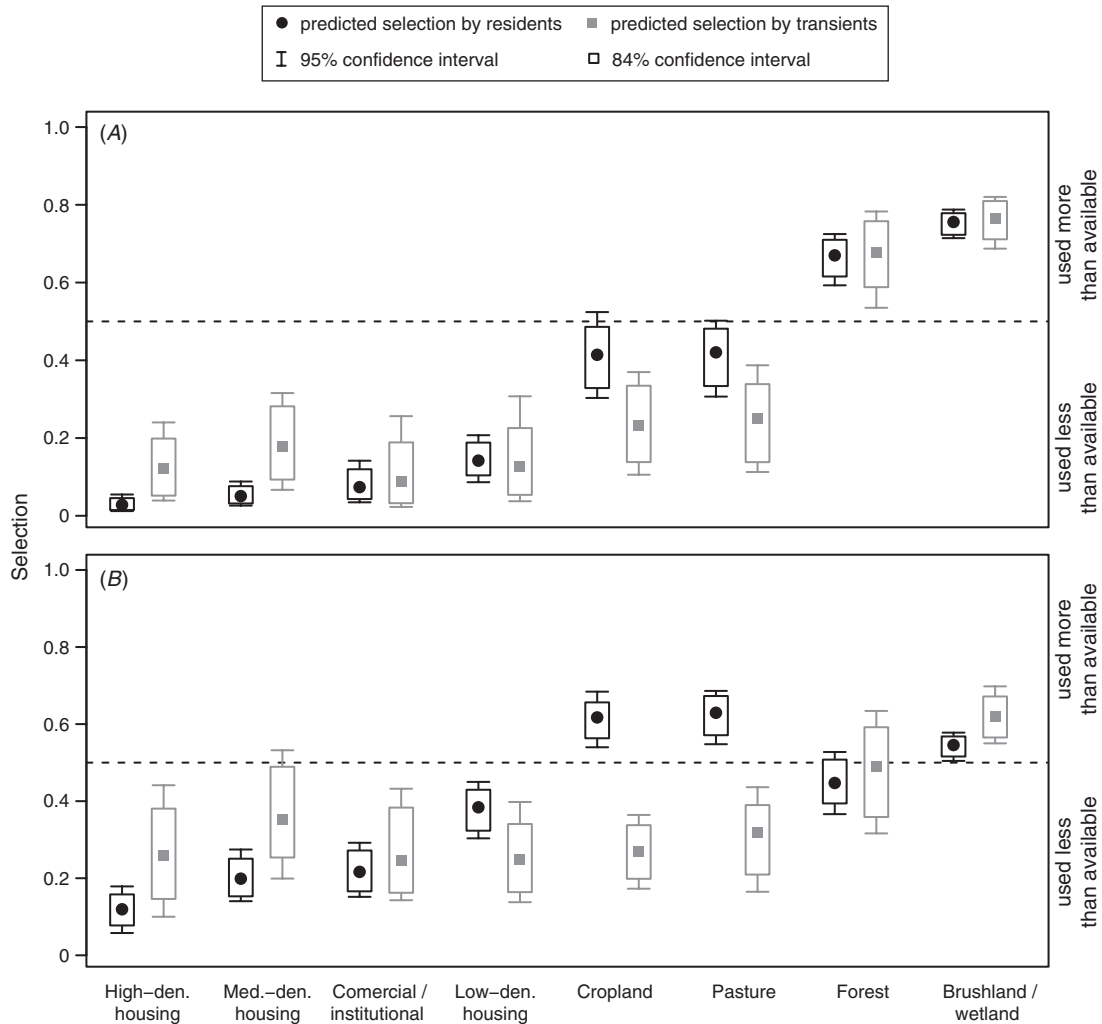 predicted selection by residents
predicted selection by transients
95% confidence interval
84% confidence interval
(A)
1.0
0.8
0.6
0.4
0.2
0
used more
than available
used less
than available
Selection
(B)
1.0
0.8
0.6
0.4
0.2
0
used more
than available
used less
than available
High–den.
housing
Med.–den.
housing
Comercial /
institutional
Low–den.
housing
Cropland
Pasture
Forest
Brushland /
wetland